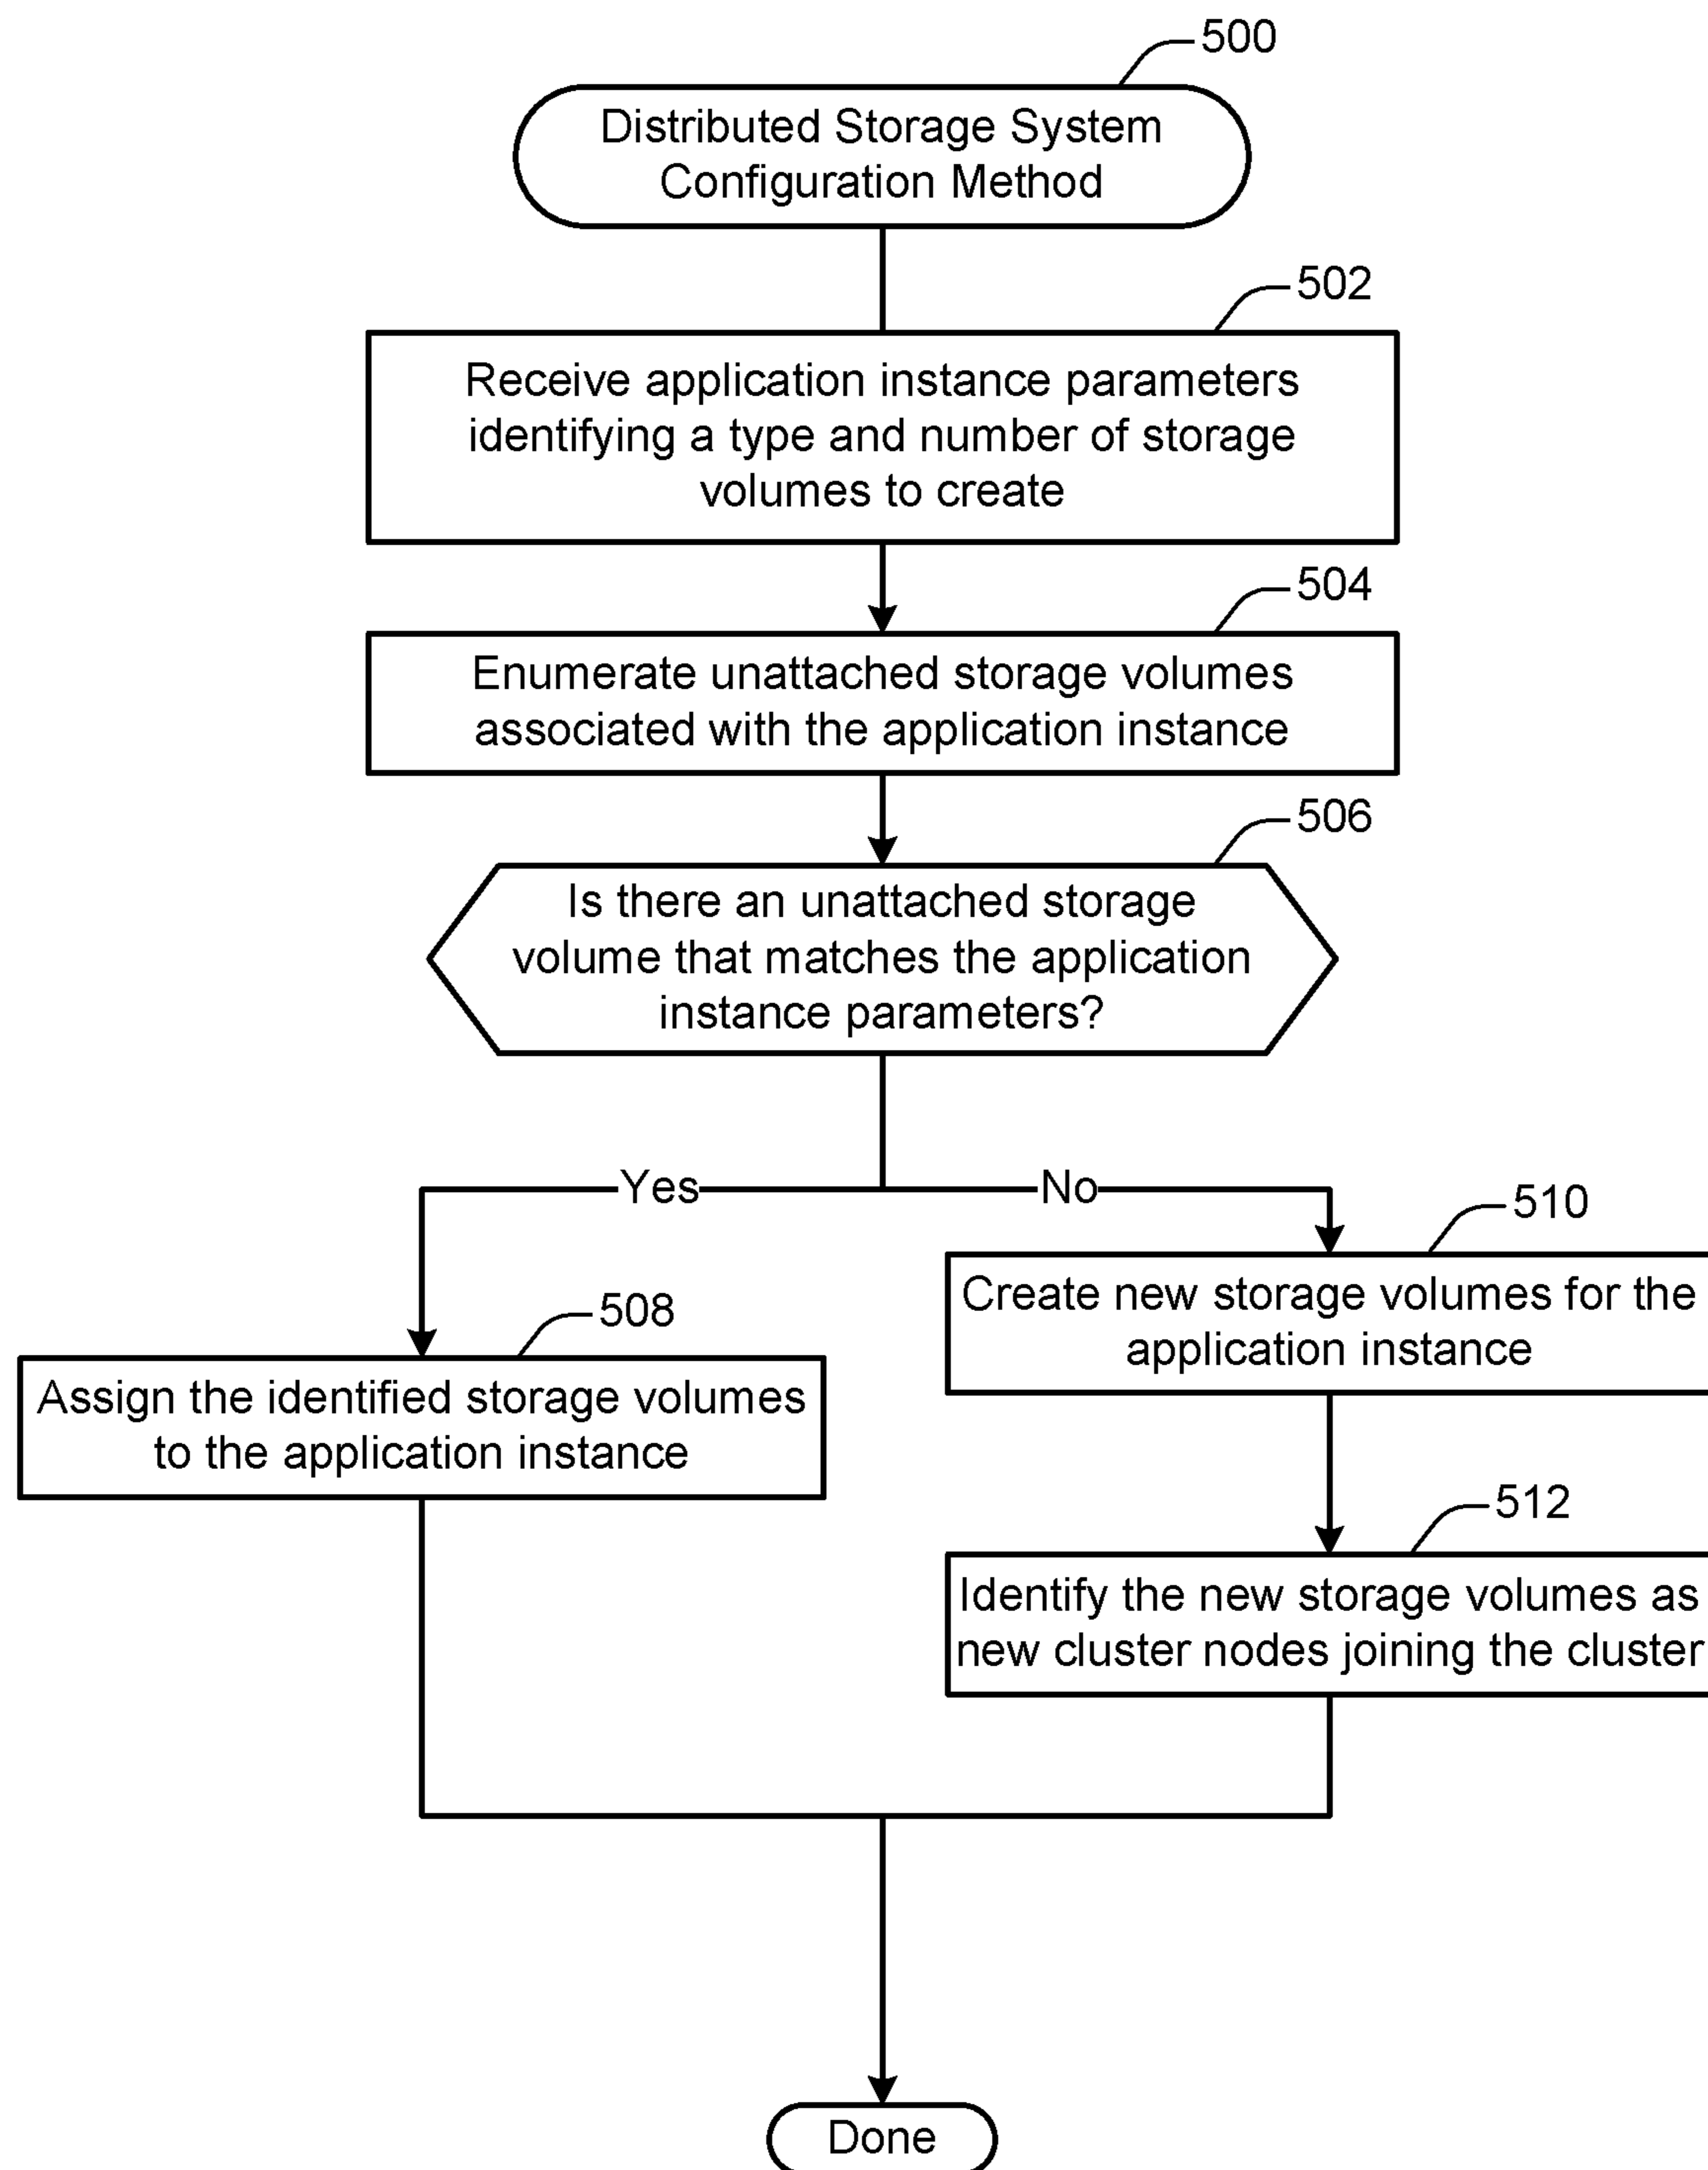 500
Distributed Storage System
Configuration Method
502
Receive application instance parameters
identifying a type and number of storage
volumes to create
504
Enumerate unattached storage volumes
associated with the application instance
506
Is there an unattached storage
volume that matches the application
instance parameters?
Yes
No
508
Assign the identified storage volumes
to the application instance
510
Create new storage volumes for the
application instance
512
Identify the new storage volumes as
new cluster nodes joining the cluster
Done